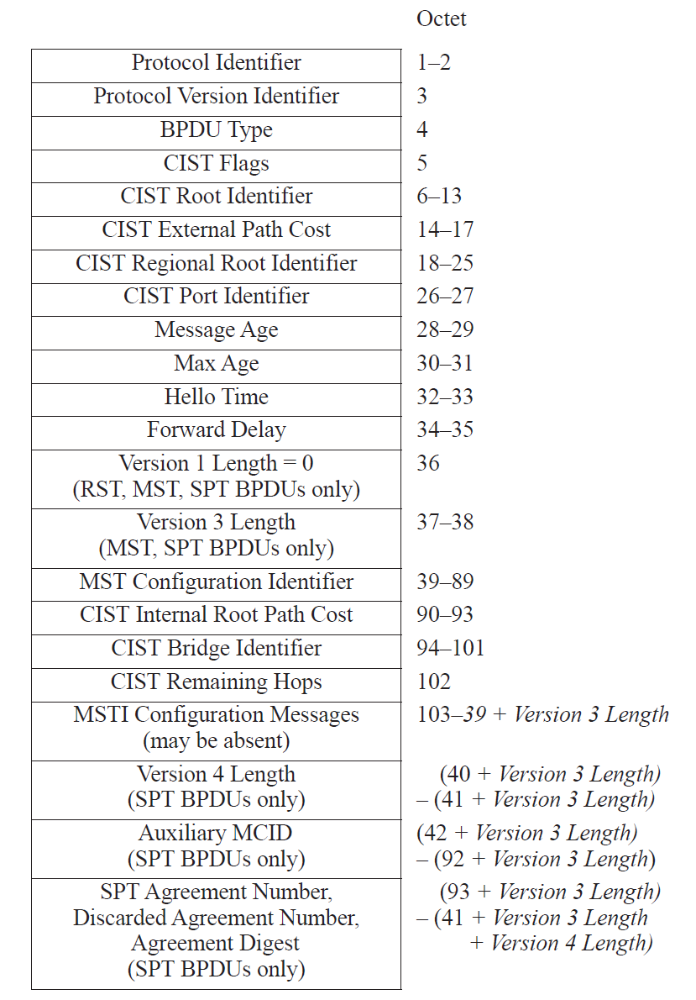 Octet
Protocol Identifier 1–2
Protocol Version Identifier 3
BPDU Type 4
CIST Flags 5
CIST Root Identifier 6–13
CIST External Path Cost 14–17
CIST Regional Root Identifier 18–25
CIST Port Identifier 26–27
Message Age 28–29
Max Age 30–31
Hello Time 32–33
Forward Delay 34–35
Version 1 Length = 0 36
(RST, MST, SPT BPDUs only)
Version 3 Length 37–38
(MST, SPT BPDUs only)
MST Configuration Identifier 39–89
CIST Internal Root Path Cost 90–93
CIST Bridge Identifier 94–101
CIST Remaining Hops 102
MSTI Configuration Messages 103–39 + Version 3 Length
(may be absent)
Version 4 Length (40 + Version 3 Length)
(SPT BPDUs only) – (41 + Version 3 Length)
Auxiliary MCID (42 + Version 3 Length)
(SPT BPDUs only) – (92 + Version 3 Length)
SPT Agreement Number, (93 + Version 3 Length)
Discarded Agreement Number, – (41 + Version 3 Length
Agreement Digest + Version 4 Length)
(SPT BPDUs only)